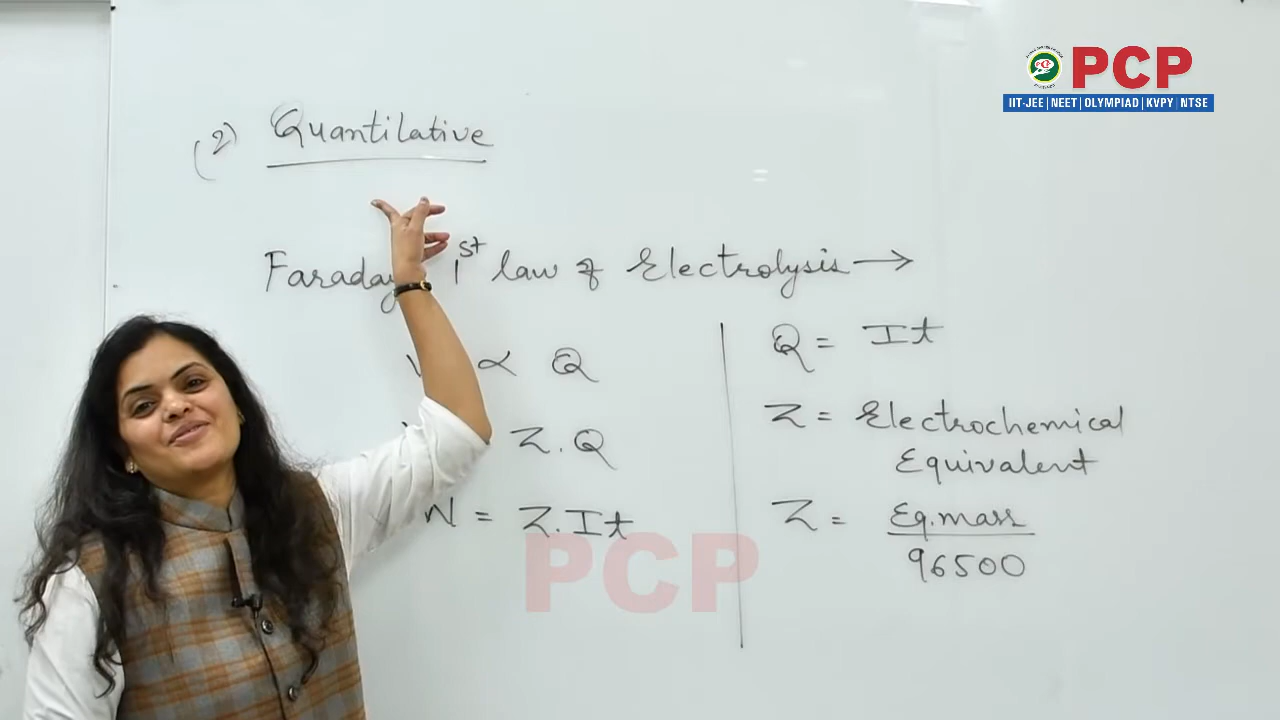 PCP
IIT-JEE | NEET | OLYMPIAD | KVPY | NTSE
(2) Quantilative
Faraday 1st law of Electrolysis →
∝ Q
Z.Q
W = Z.It
Q = It
Z = Electrochemical
Equivalent
Z = Eq.mass
96500
PCP